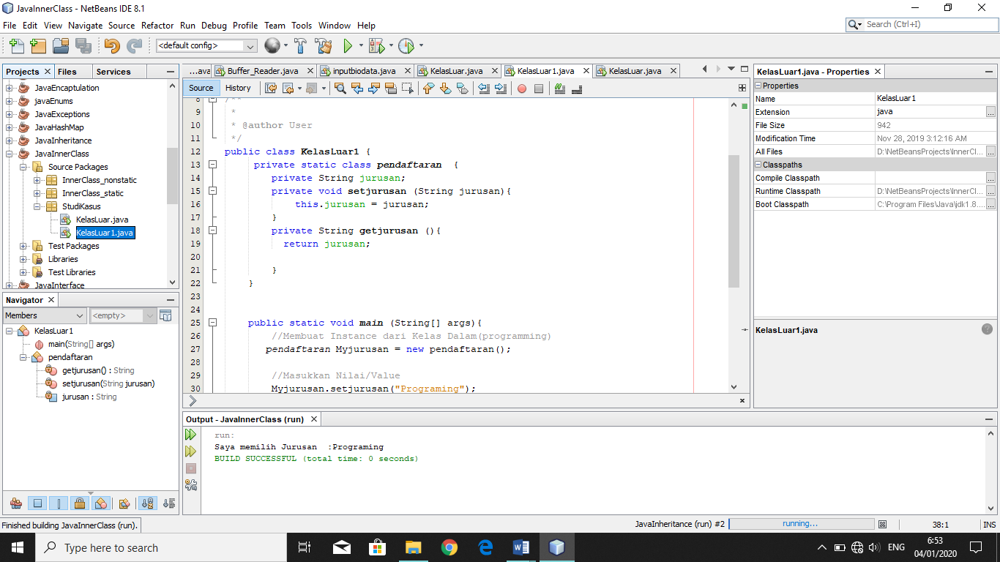 JavaInnerClass - NetBeans IDE 8.1
File Edit View Navigate Source Refactor Run Debug Profile Team Tools Window Help
Search (Ctrl+I)
<default config>
Projects Files Services
JavaEncaptulation
javaEnums
JavaExceptions
JavaHashMap
JavaInheritance
JavaInnerClass
Source Packages
InnerClass_nonstatic
InnerClass_static
StudiKasus
KelasLuar.java
KelasLuar1.java
Test Packages
Libraries
Test Libraries
JavaInterface
Navigator
Members <empty>
KelasLuar1
main(String[] args)
pendaftaran
getjurusan() : String
setjurusan(String jurusan)
jurusan : String
...ava Buffer_Reader.java inputbiodata.java KelasLuar.java KelasLuar1.java KelasLuar.java
Source History
8 /**
9 *
10 * @author User
11 */
12 public class KelasLuar1 {
13 private static class pendaftaran {
14 private String jurusan;
15 private void setjurusan (String jurusan){
16 this.jurusan = jurusan;
17 }
18 private String getjurusan (){
19 return jurusan;
20
21 }
22 }
23
24
25 public static void main (String[] args){
26 //Membuat Instance dari Kelas Dalam(programming)
27 pendaftaran Myjurusan = new pendaftaran();
28
29 //Masukkan Nilai/Value
30 Myjurusan.setjurusan("Programing");
Output - JavaInnerClass (run)
run:
Saya memilih Jurusan :Programing
BUILD SUCCESSFUL (total time: 0 seconds)
KelasLuar1.java - Properties
Properties
Name KelasLuar1
Extension java
File Size 942
Modification Time Nov 28, 2019 3:12:16 AM
All Files D:\NetBeansProjects\InnerCl...
Classpaths
Compile Classpath
Runtime Classpath D:\NetBeansProjects\InnerCl...
Boot Classpath C:\Program Files\Java\jdk1.8....
KelasLuar1.java
Finished building JavaInnerClass (run).
JavaInheritance (run) #2 running... 38:1 INS
Type here to search
ENG
6:53
04/01/2020